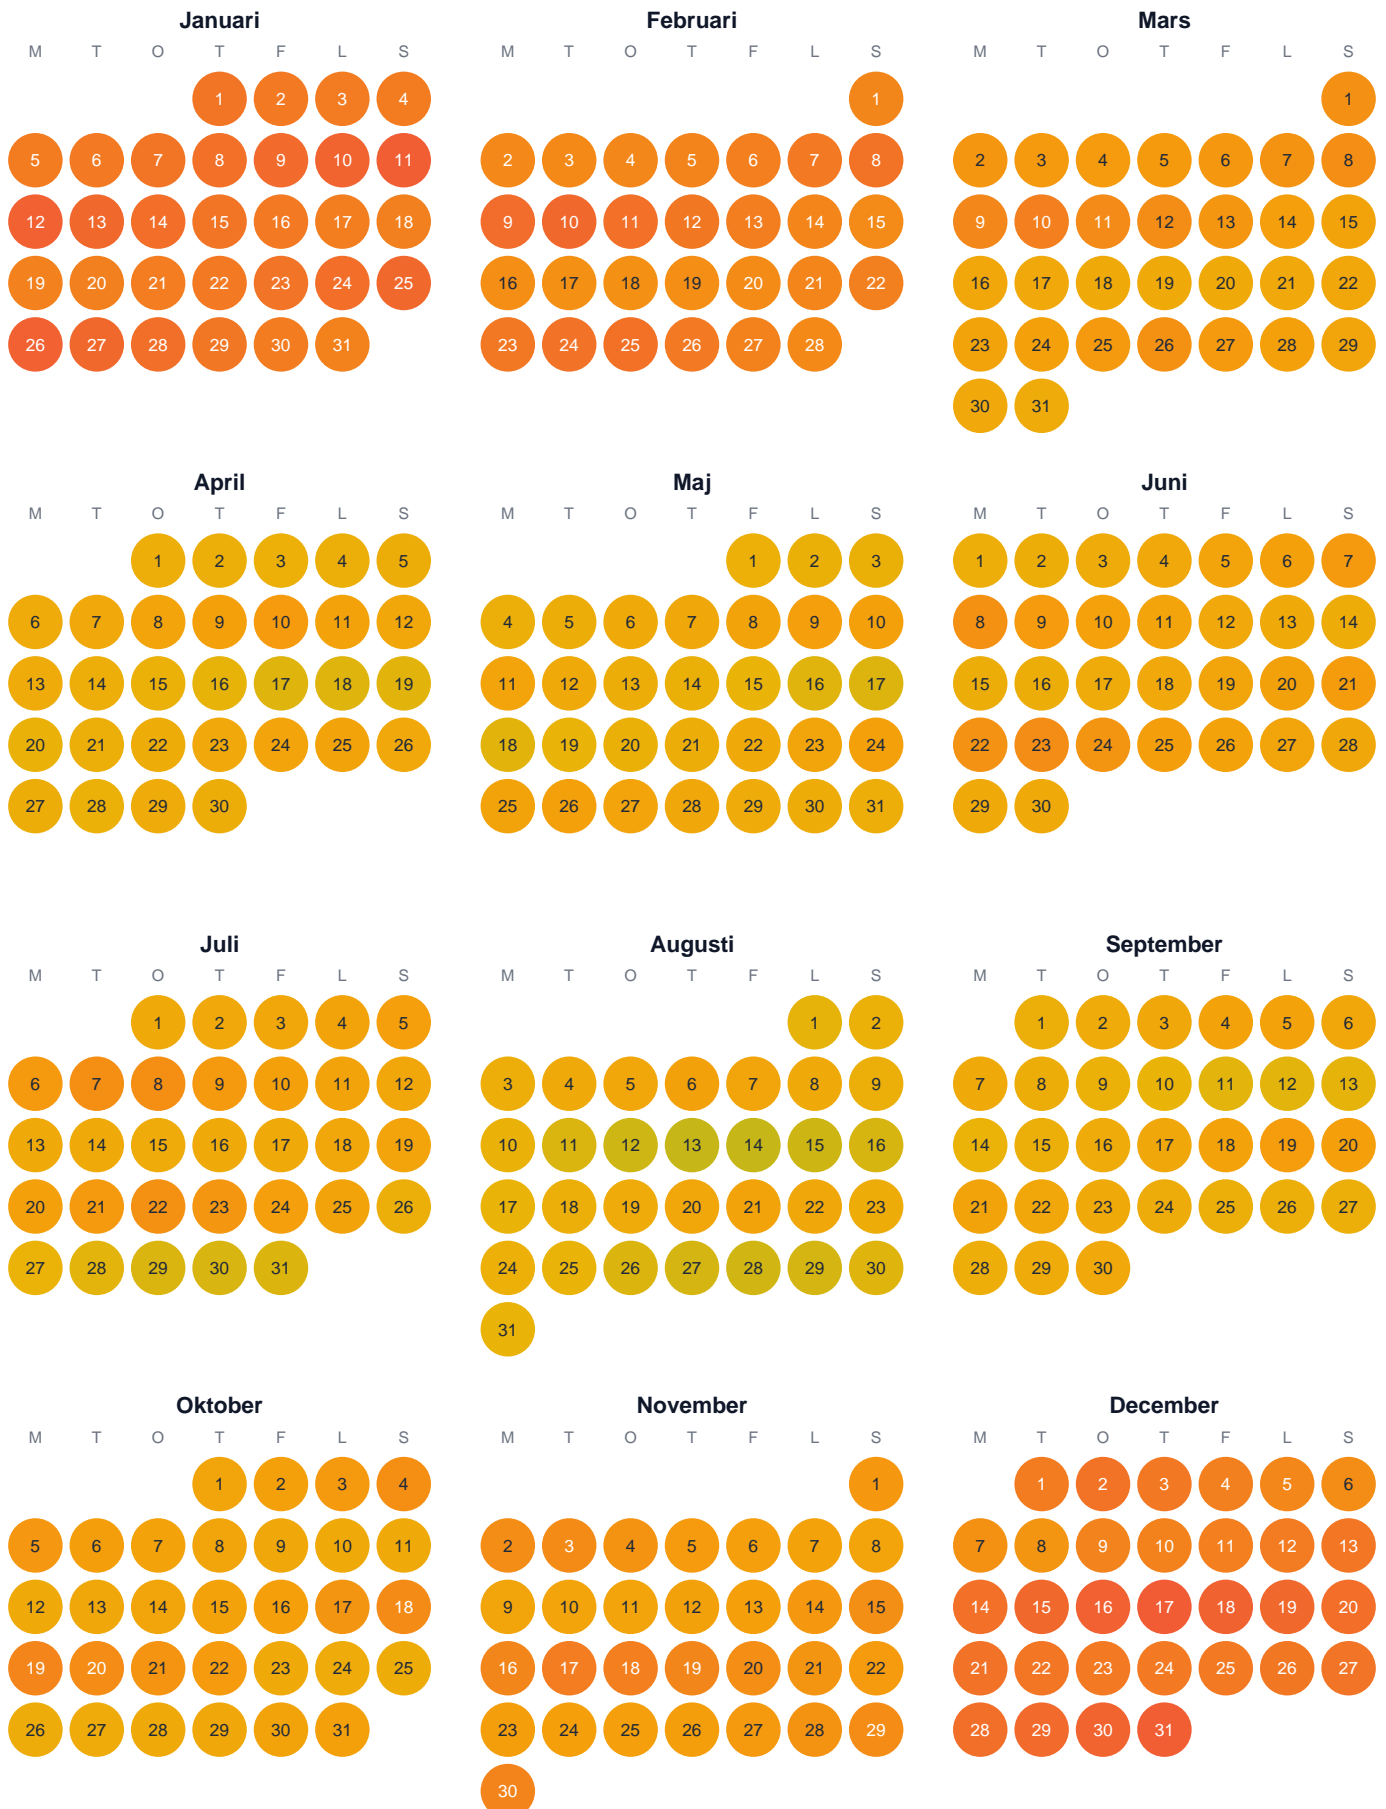 Januari Februari Mars
M T O T F L S M T O T F L S M T O T F L S
1 2 3 4 1 1
5 6 7 8 9 10 11 2 3 4 5 6 7 8 2 3 4 5 6 7 8
12 13 14 15 16 17 18 9 10 11 12 13 14 15 9 10 11 12 13 14 15
19 20 21 22 23 24 25 16 17 18 19 20 21 22 16 17 18 19 20 21 22
26 27 28 29 30 31 23 24 25 26 27 28 23 24 25 26 27 28 29
30 31
April Maj Juni
M T O T F L S M T O T F L S M T O T F L S
1 2 3 4 5 1 2 3 1 2 3 4 5 6 7
6 7 8 9 10 11 12 4 5 6 7 8 9 10 8 9 10 11 12 13 14
13 14 15 16 17 18 19 11 12 13 14 15 16 17 15 16 17 18 19 20 21
20 21 22 23 24 25 26 18 19 20 21 22 23 24 22 23 24 25 26 27 28
27 28 29 30 25 26 27 28 29 30 31 29 30
Juli Augusti September
M T O T F L S M T O T F L S M T O T F L S
1 2 3 4 5 1 2 1 2 3 4 5 6
6 7 8 9 10 11 12 3 4 5 6 7 8 9 7 8 9 10 11 12 13
13 14 15 16 17 18 19 10 11 12 13 14 15 16 14 15 16 17 18 19 20
20 21 22 23 24 25 26 17 18 19 20 21 22 23 21 22 23 24 25 26 27
27 28 29 30 31 24 25 26 27 28 29 30 28 29 30
31
Oktober November December
M T O T F L S M T O T F L S M T O T F L S
1 2 3 4 1 1 2 3 4 5 6
5 6 7 8 9 10 11 2 3 4 5 6 7 8 7 8 9 10 11 12 13
12 13 14 15 16 17 18 9 10 11 12 13 14 15 14 15 16 17 18 19 20
19 20 21 22 23 24 25 16 17 18 19 20 21 22 21 22 23 24 25 26 27
26 27 28 29 30 31 23 24 25 26 27 28 29 28 29 30 31
30